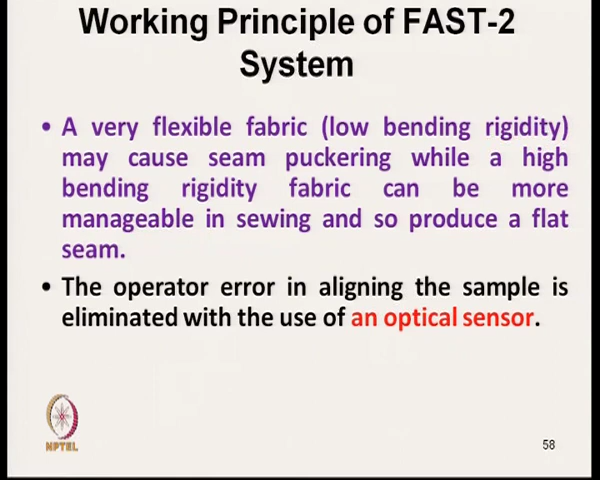 Working Principle of FAST-2
System
• A very flexible fabric (low bending rigidity)
may cause seam puckering while a high
bending rigidity fabric can be more
manageable in sewing and so produce a flat
seam.
• The operator error in aligning the sample is
eliminated with the use of an optical sensor.
NPTEL
58